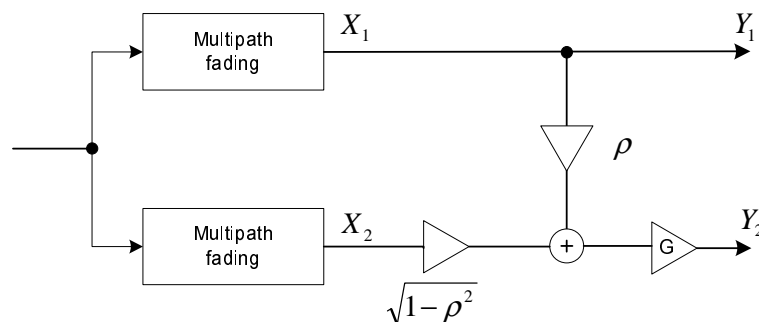 Multipath
fading
X₁
Y₁
ρ
Multipath
fading
X₂
√(1−ρ²)
+
G
Y₂